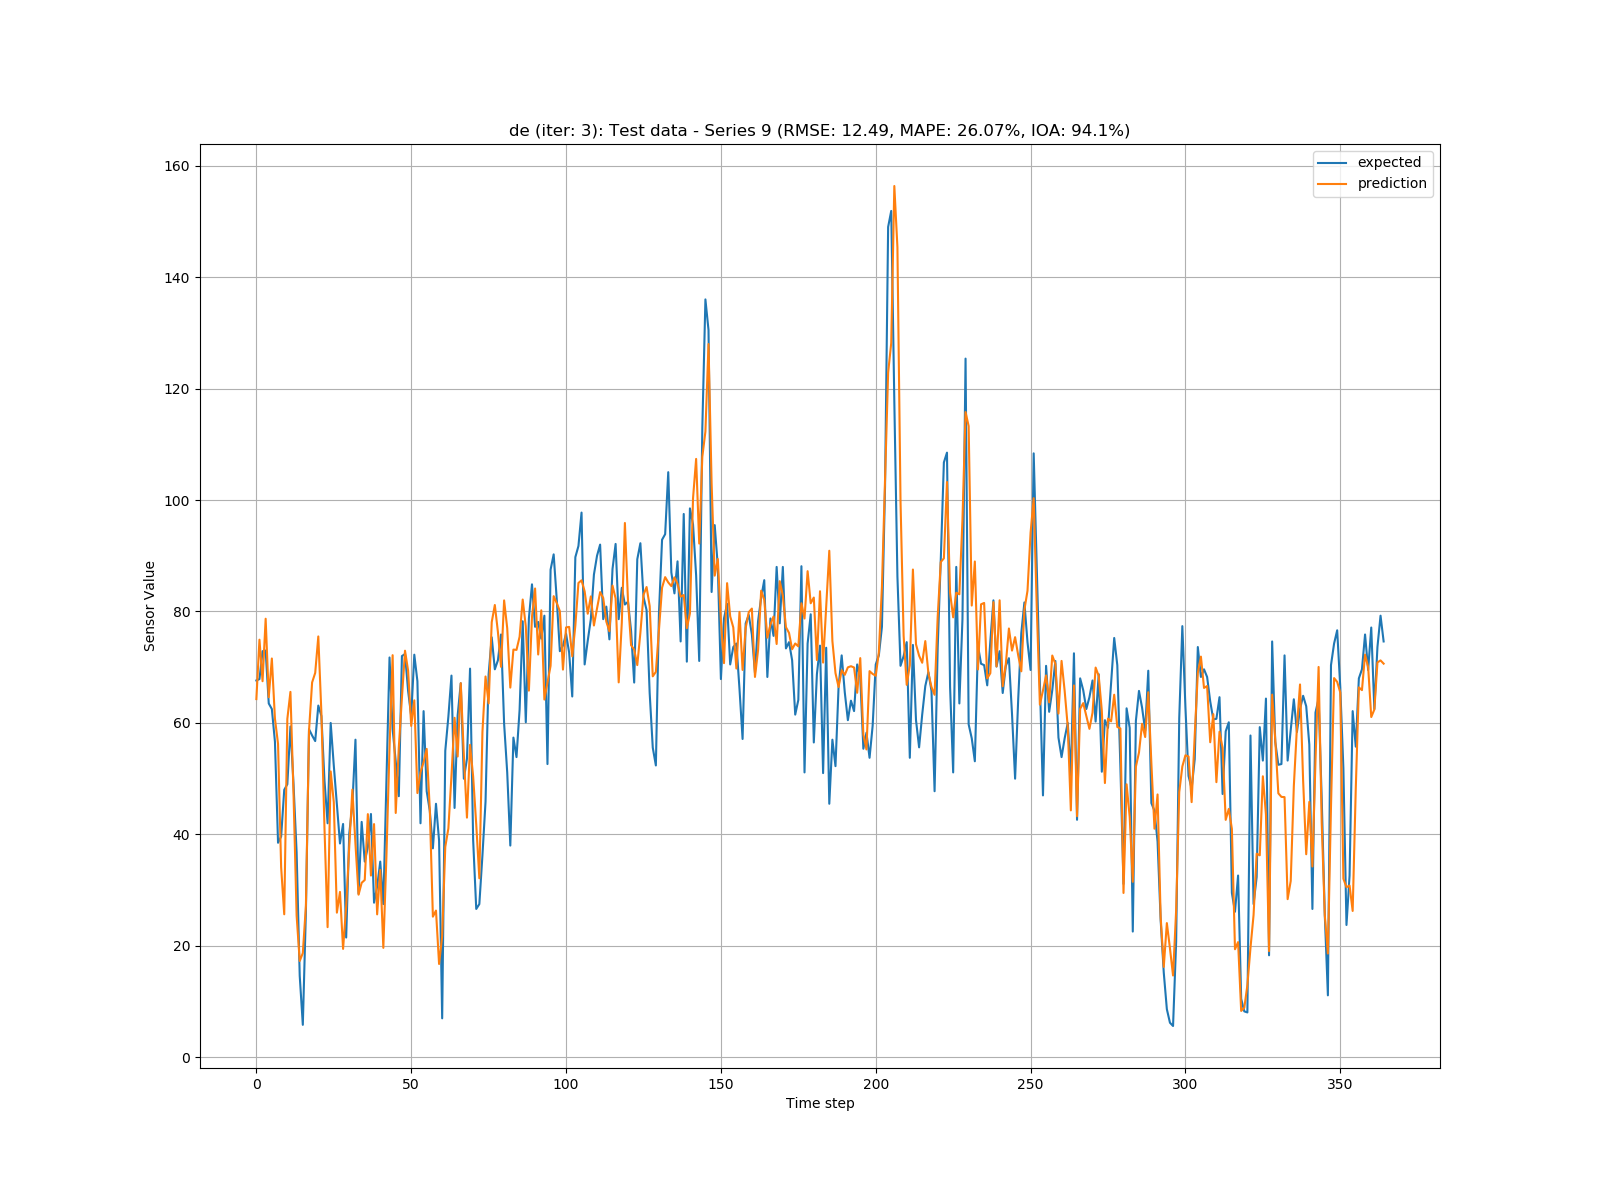 de (iter: 3): Test data - Series 9 (RMSE: 12.49, MAPE: 26.07%, IOA: 94.1%)
expected
prediction
160
140
120
100
80
60
40
20
0
Sensor Value
0 50 100 150 200 250 300 350
Time step